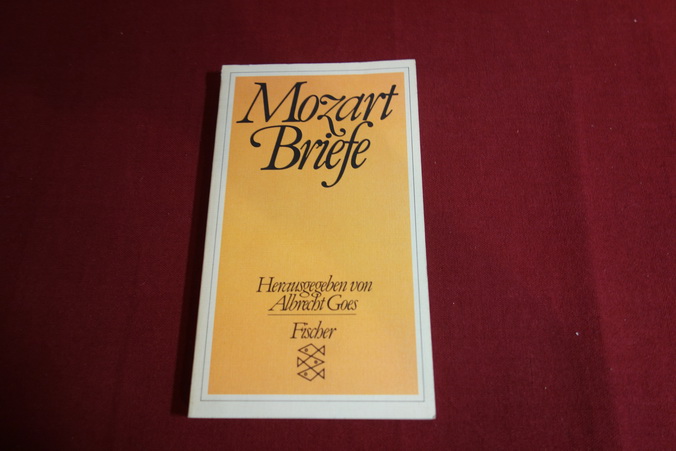 Mozart
Briefe
Herausgegeben von
Albrecht Goes
Fischer